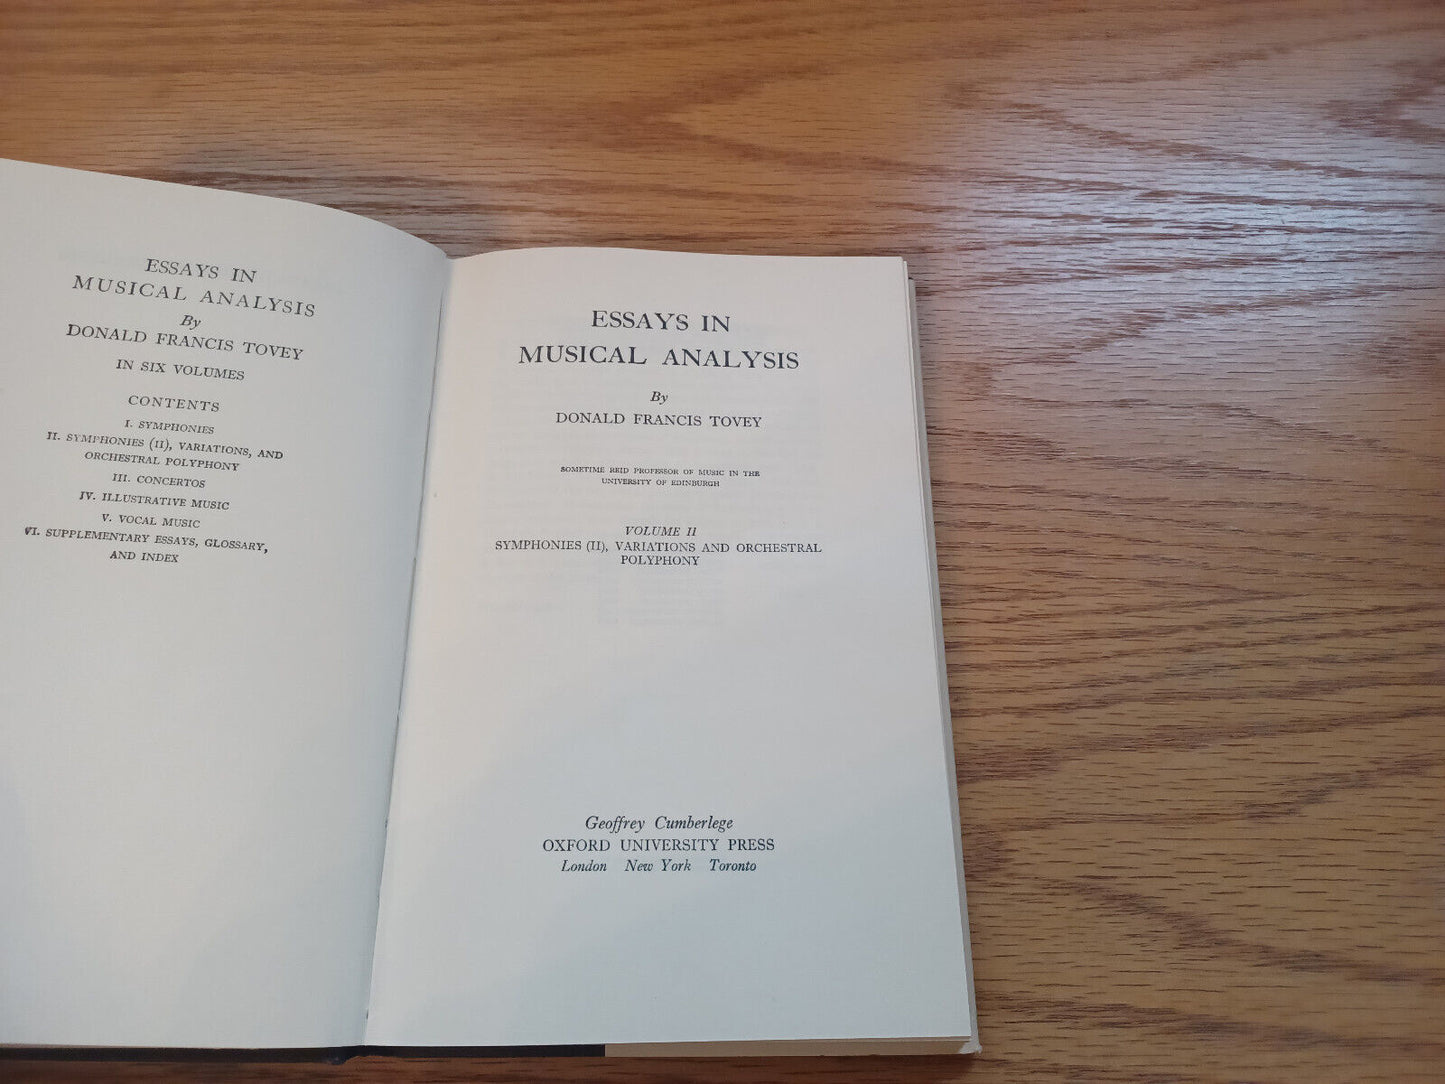 ESSAYS IN
MUSICAL ANALYSIS
By
DONALD FRANCIS TOVEY
IN SIX VOLUMES
CONTENTS
I. SYMPHONIES
II. SYMPHONIES (II), VARIATIONS, AND
ORCHESTRAL POLYPHONY
III. CONCERTOS
IV. ILLUSTRATIVE MUSIC
V. VOCAL MUSIC
VI. SUPPLEMENTARY ESSAYS, GLOSSARY,
AND INDEX
ESSAYS IN
MUSICAL ANALYSIS
By
DONALD FRANCIS TOVEY
SOMETIME REID PROFESSOR OF MUSIC IN THE
UNIVERSITY OF EDINBURGH
VOLUME II
SYMPHONIES (II), VARIATIONS AND ORCHESTRAL
POLYPHONY
Geoffrey Cumberlege
OXFORD UNIVERSITY PRESS
London New York Toronto